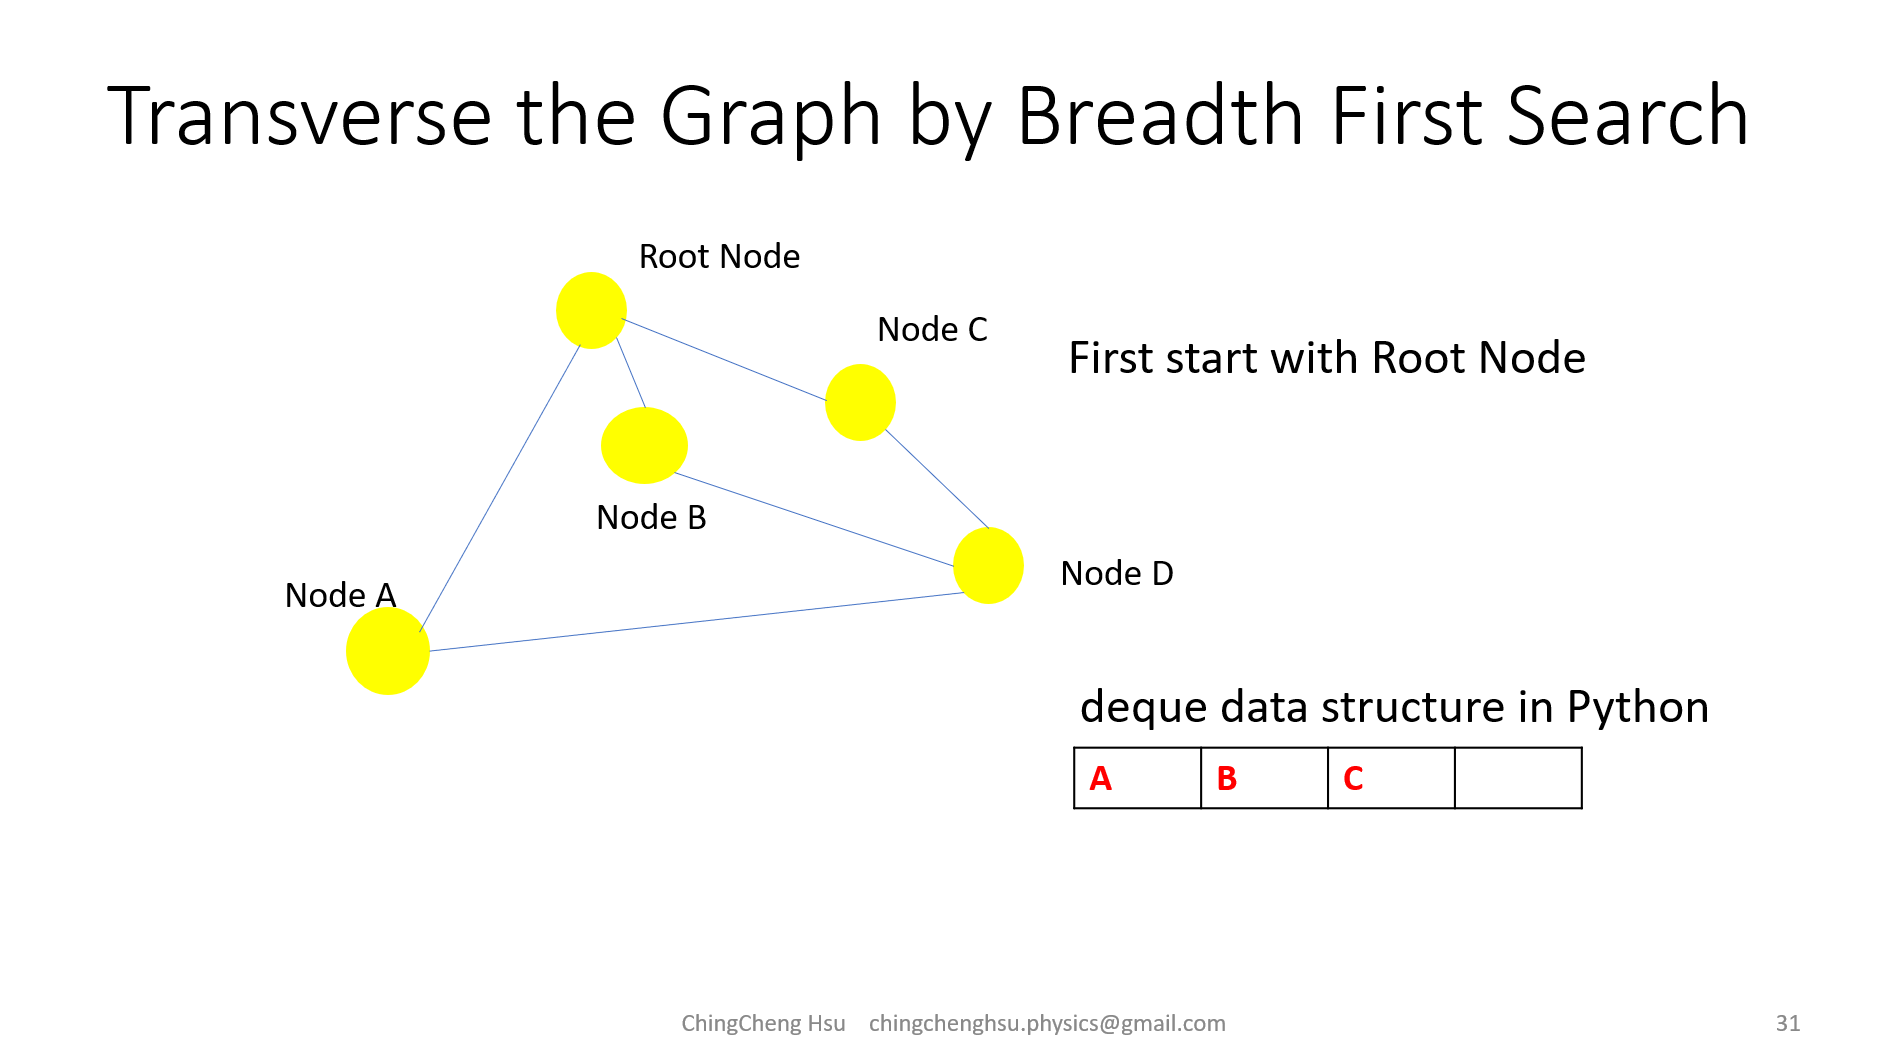 Transverse the Graph by Breadth First Search
Root Node
Node C
First start with Root Node
Node B
Node D
Node A
deque data structure in Python
A B C
ChingCheng Hsu chingchenghsu.physics@gmail.com
31